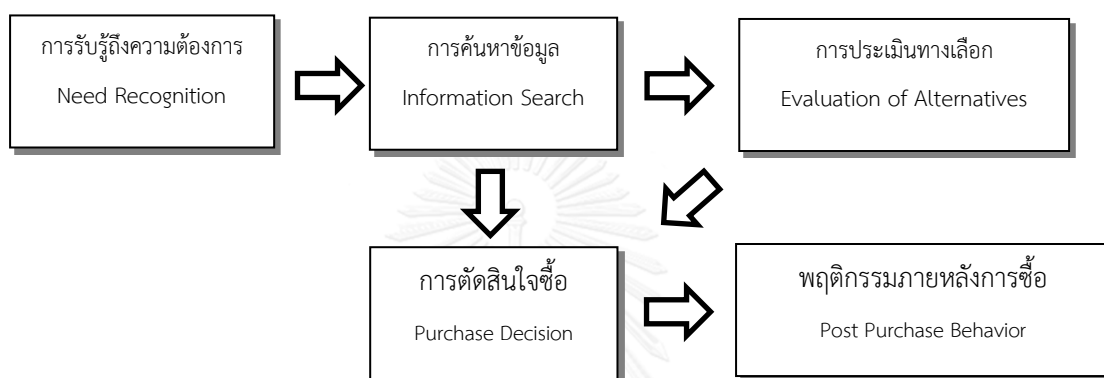 การรับรู้ถึงความต้องการ
Need Recognition
การค้นหาข้อมูล
Information Search
การประเมินทางเลือก
Evaluation of Alternatives
การตัดสินใจซื้อ
Purchase Decision
พฤติกรรมภายหลังการซื้อ
Post Purchase Behavior